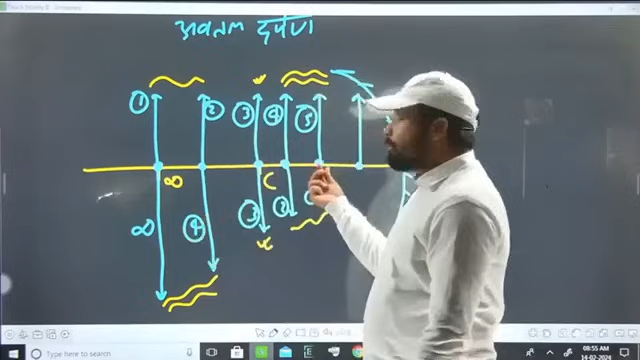 अवतल दर्पण
① ② ③ ④ ⑤
∞ C
∞ ④ ③ ②
Type here to search
08:55 AM
14-02-2024